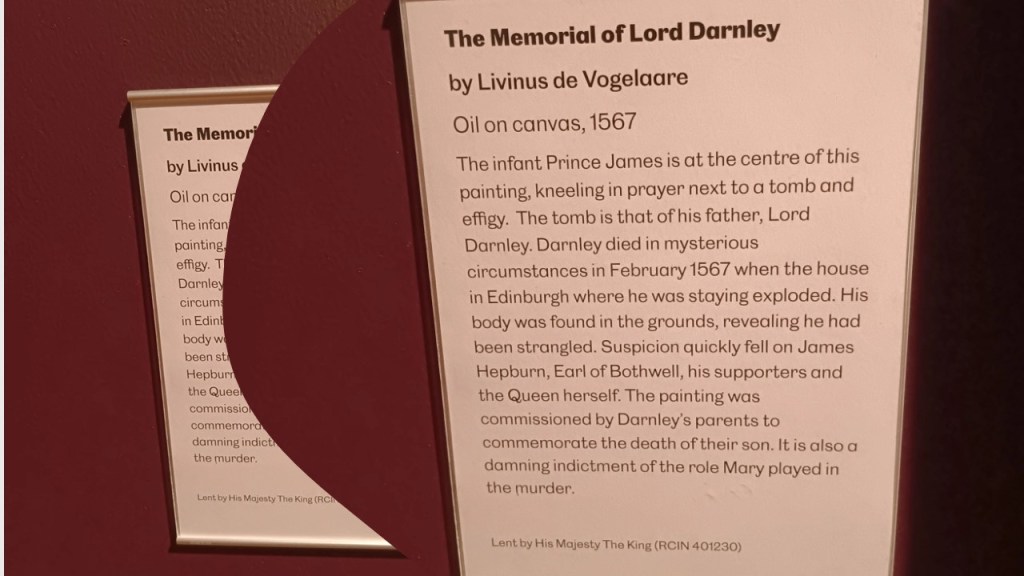 The Memori
by Livinus
Oil on can
The infan
painting,
effigy. T
Darnley
circums
in Edinb
body w
been st
Hepburn
the Queen
commissio
commemora
damning indict
the murder.
Lent by His Majesty The King (RCI
The Memorial of Lord Darnley
by Livinus de Vogelaare
Oil on canvas, 1567
The infant Prince James is at the centre of this
painting, kneeling in prayer next to a tomb and
effigy. The tomb is that of his father, Lord
Darnley. Darnley died in mysterious
circumstances in February 1567 when the house
in Edinburgh where he was staying exploded. His
body was found in the grounds, revealing he had
been strangled. Suspicion quickly fell on James
Hepburn, Earl of Bothwell, his supporters and
the Queen herself. The painting was
commissioned by Darnley's parents to
commemorate the death of their son. It is also a
damning indictment of the role Mary played in
the murder.
Lent by His Majesty The King (RCIN 401230)